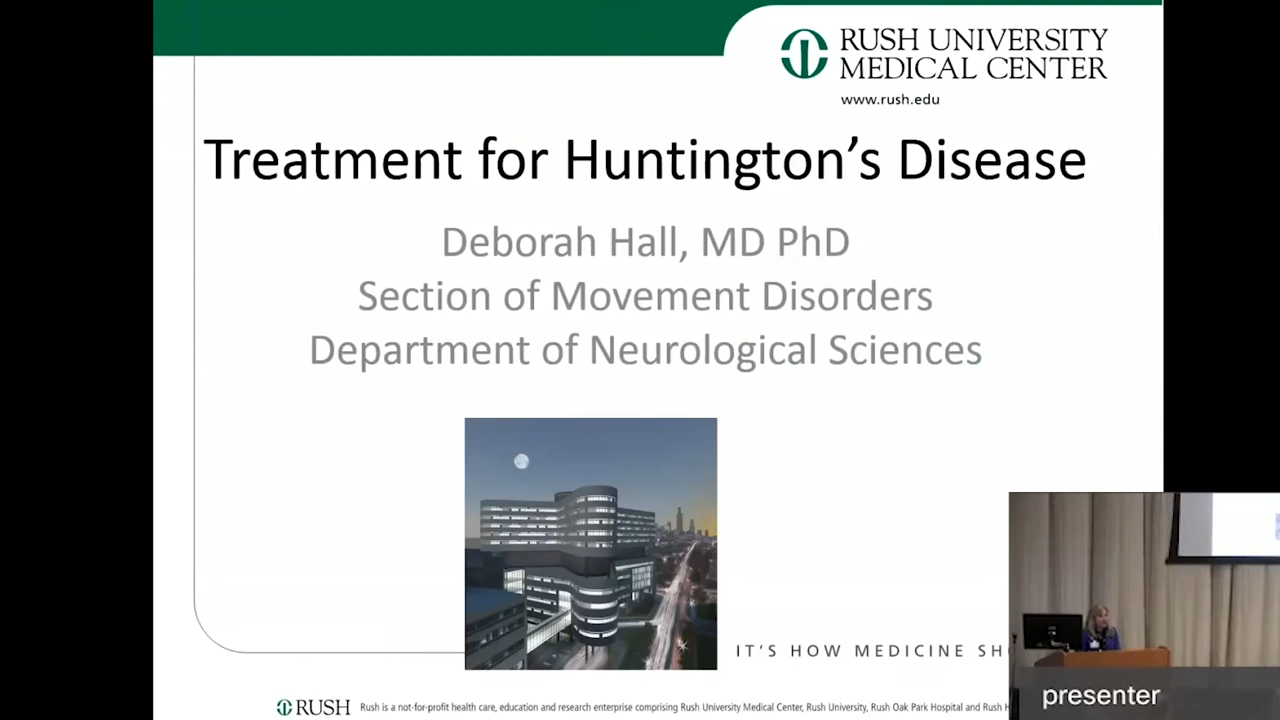 RUSH UNIVERSITY
MEDICAL CENTER
www.rush.edu
Treatment for Huntington’s Disease
Deborah Hall, MD PhD
Section of Movement Disorders
Department of Neurological Sciences
IT'S HOW MEDICINE
RUSH Rush is a not-for-profit health care, education and research enterprise comprising Rush University Medical Center, Rush University, Rush Oak Park Hospital and Rush
presenter